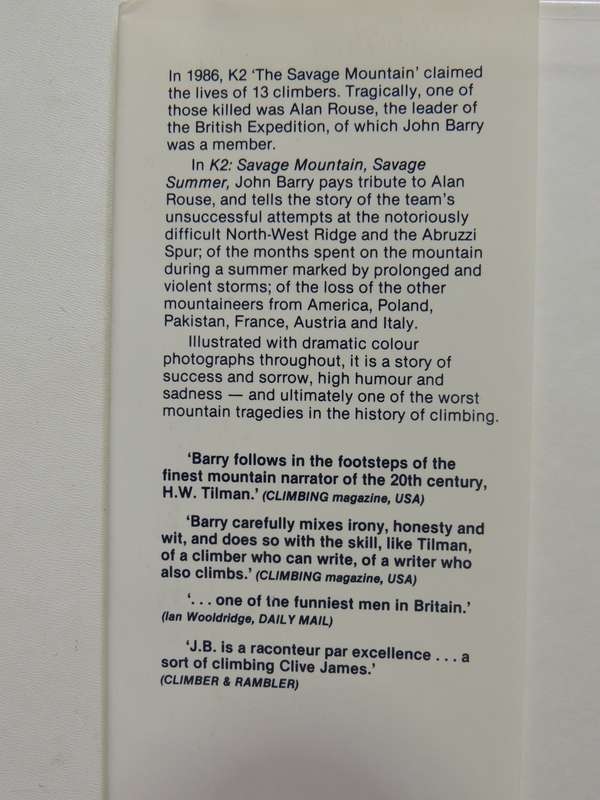 In 1986, K2 ‘The Savage Mountain’ claimed
the lives of 13 climbers. Tragically, one of
those killed was Alan Rouse, the leader of
the British Expedition, of which John Barry
was a member.
In K2: Savage Mountain, Savage
Summer, John Barry pays tribute to Alan
Rouse, and tells the story of the team’s
unsuccessful attempts at the notoriously
difficult North-West Ridge and the Abruzzi
Spur; of the months spent on the mountain
during a summer marked by prolonged and
violent storms; of the loss of the other
mountaineers from America, Poland,
Pakistan, France, Austria and Italy.
Illustrated with dramatic colour
photographs throughout, it is a story of
success and sorrow, high humour and
sadness — and ultimately one of the worst
mountain tragedies in the history of climbing.
‘Barry follows in the footsteps of the
finest mountain narrator of the 20th century,
H.W. Tilman.’ (CLIMBING magazine, USA)
‘Barry carefully mixes irony, honesty and
wit, and does so with the skill, like Tilman,
of a climber who can write, of a writer who
also climbs.’ (CLIMBING magazine, USA)
‘. . . one of the funniest men in Britain.’
(Ian Wooldridge, DAILY MAIL)
‘J.B. is a raconteur par excellence . . . a
sort of climbing Clive James.’
(CLIMBER & RAMBLER)